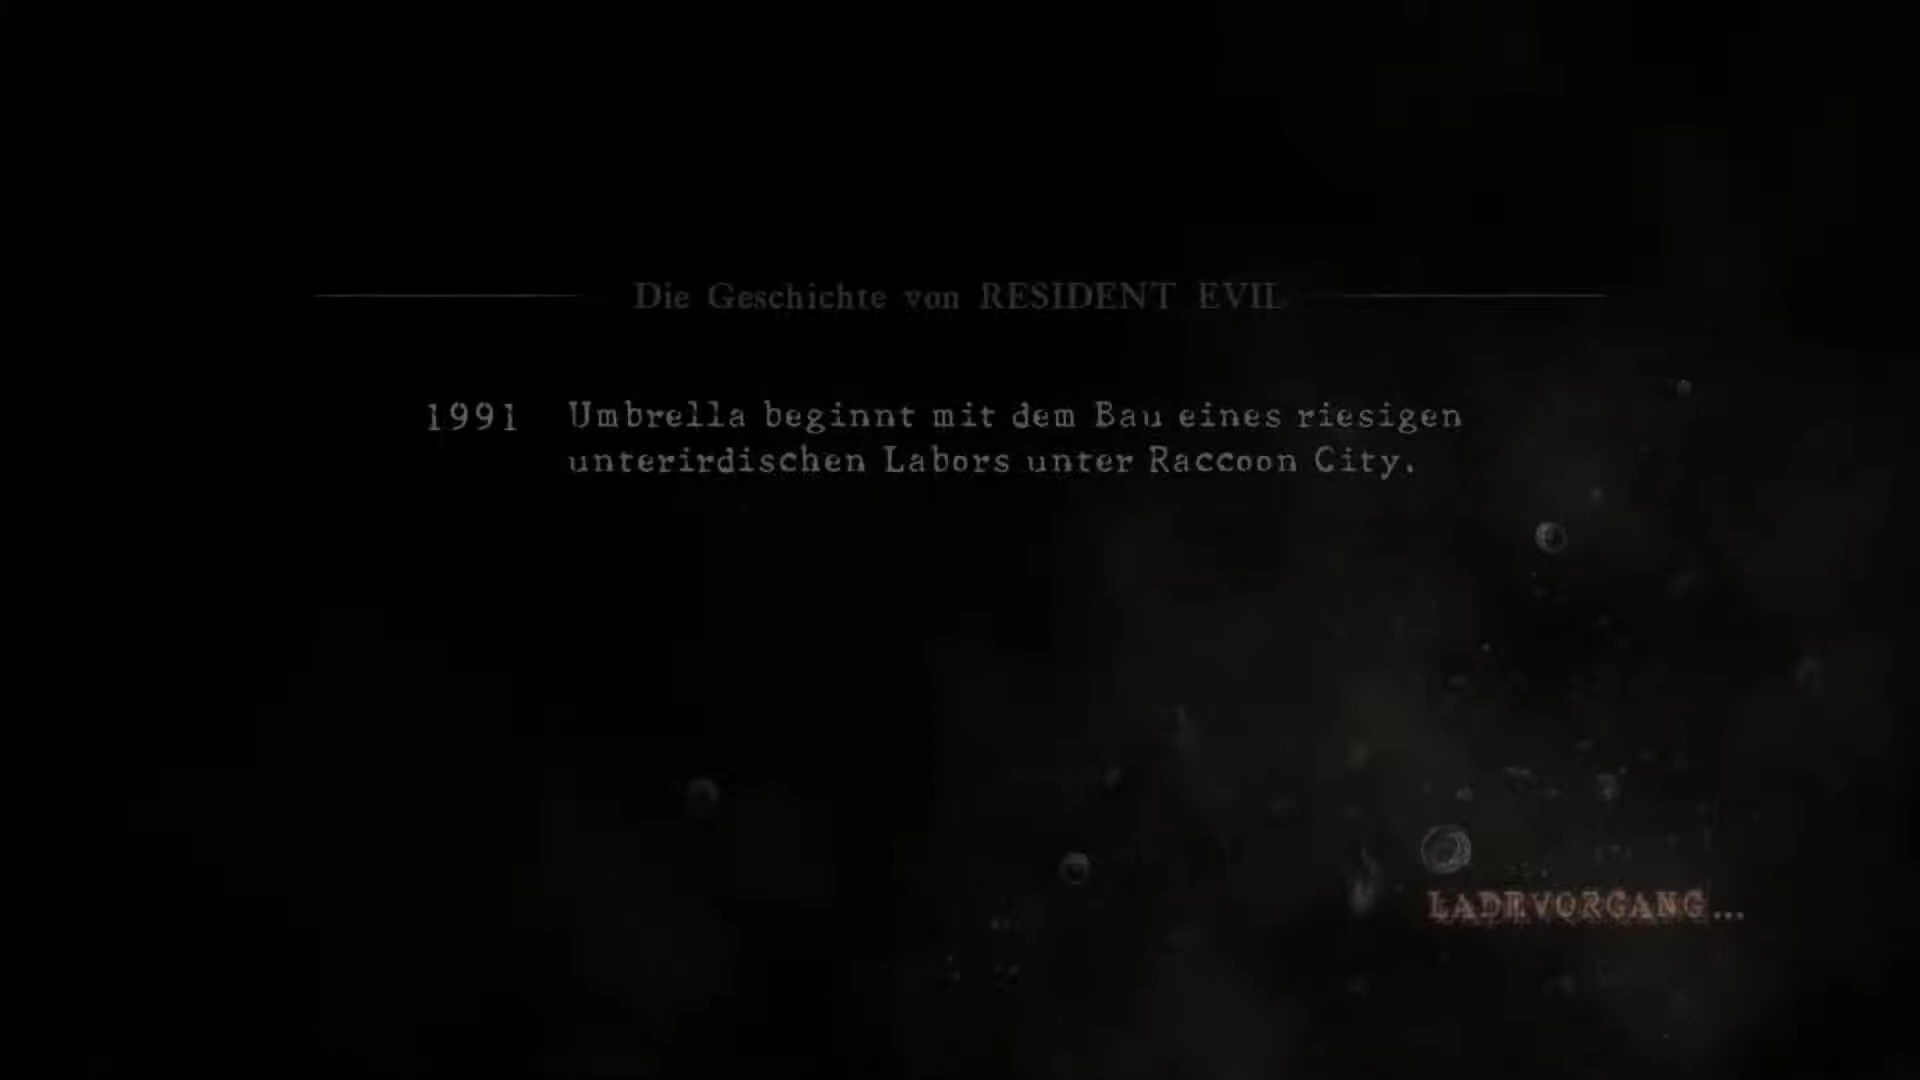 Die Geschichte von RESIDENT EVIL
1991 Umbrella beginnt mit dem Bau eines riesigen
unterirdischen Labors unter Raccoon City.
LADEVORGANG...